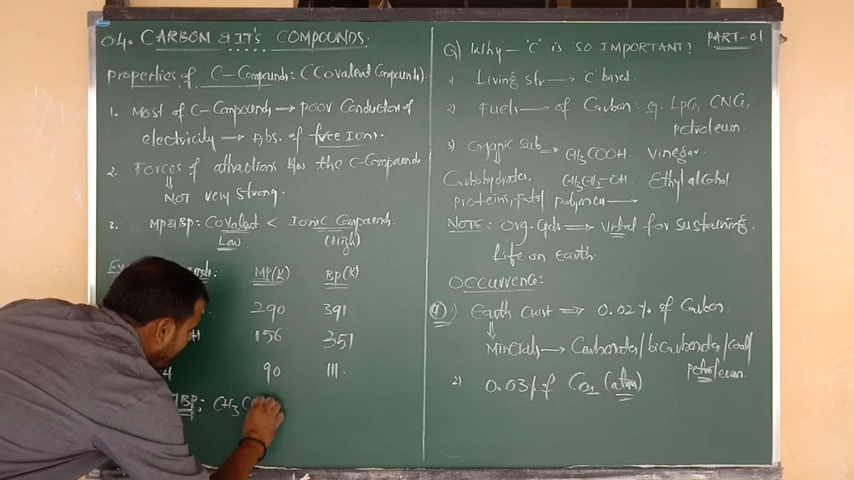 04. CARBON & IT'S COMPOUNDS.
properties of C-Compounds: (Covalent Compounds).
1. Most of C-Compounds → poor Conductor of
electricity → Abs. of free Ions.
2. Forces of attractions b/w the C-Compounds
⇓
NOT very strong.
3. MP&BP: Covalent < Ionic Compounds.
Low (High)
MP(K) BP(K)
290 391
156 351
90 111.
BP: CH3CO
PART-01
Q) Why - 'C' is so IMPORTANT?
1) Living Str → C based.
2) Fuels → of Carbon: eg: LPG, CNG,
petroleum.
3) Organic Sub ⇒ CH3COOH. Vinegar.
Carbohydrates, CH3CH2-OH. Ethyl alcohol
proteins, Fats/ polymers →
NOTE: Org. Cpds ⇒ Vital for sustaining
Life on Earth.
OCCURRENCE:
1) Earth Crust ⇒ 0.02% of Carbon.
⇓
Minerals → Carbonates/biCarbonates/coal/
petroleum.
2) 0.03% of CO2 (atm)